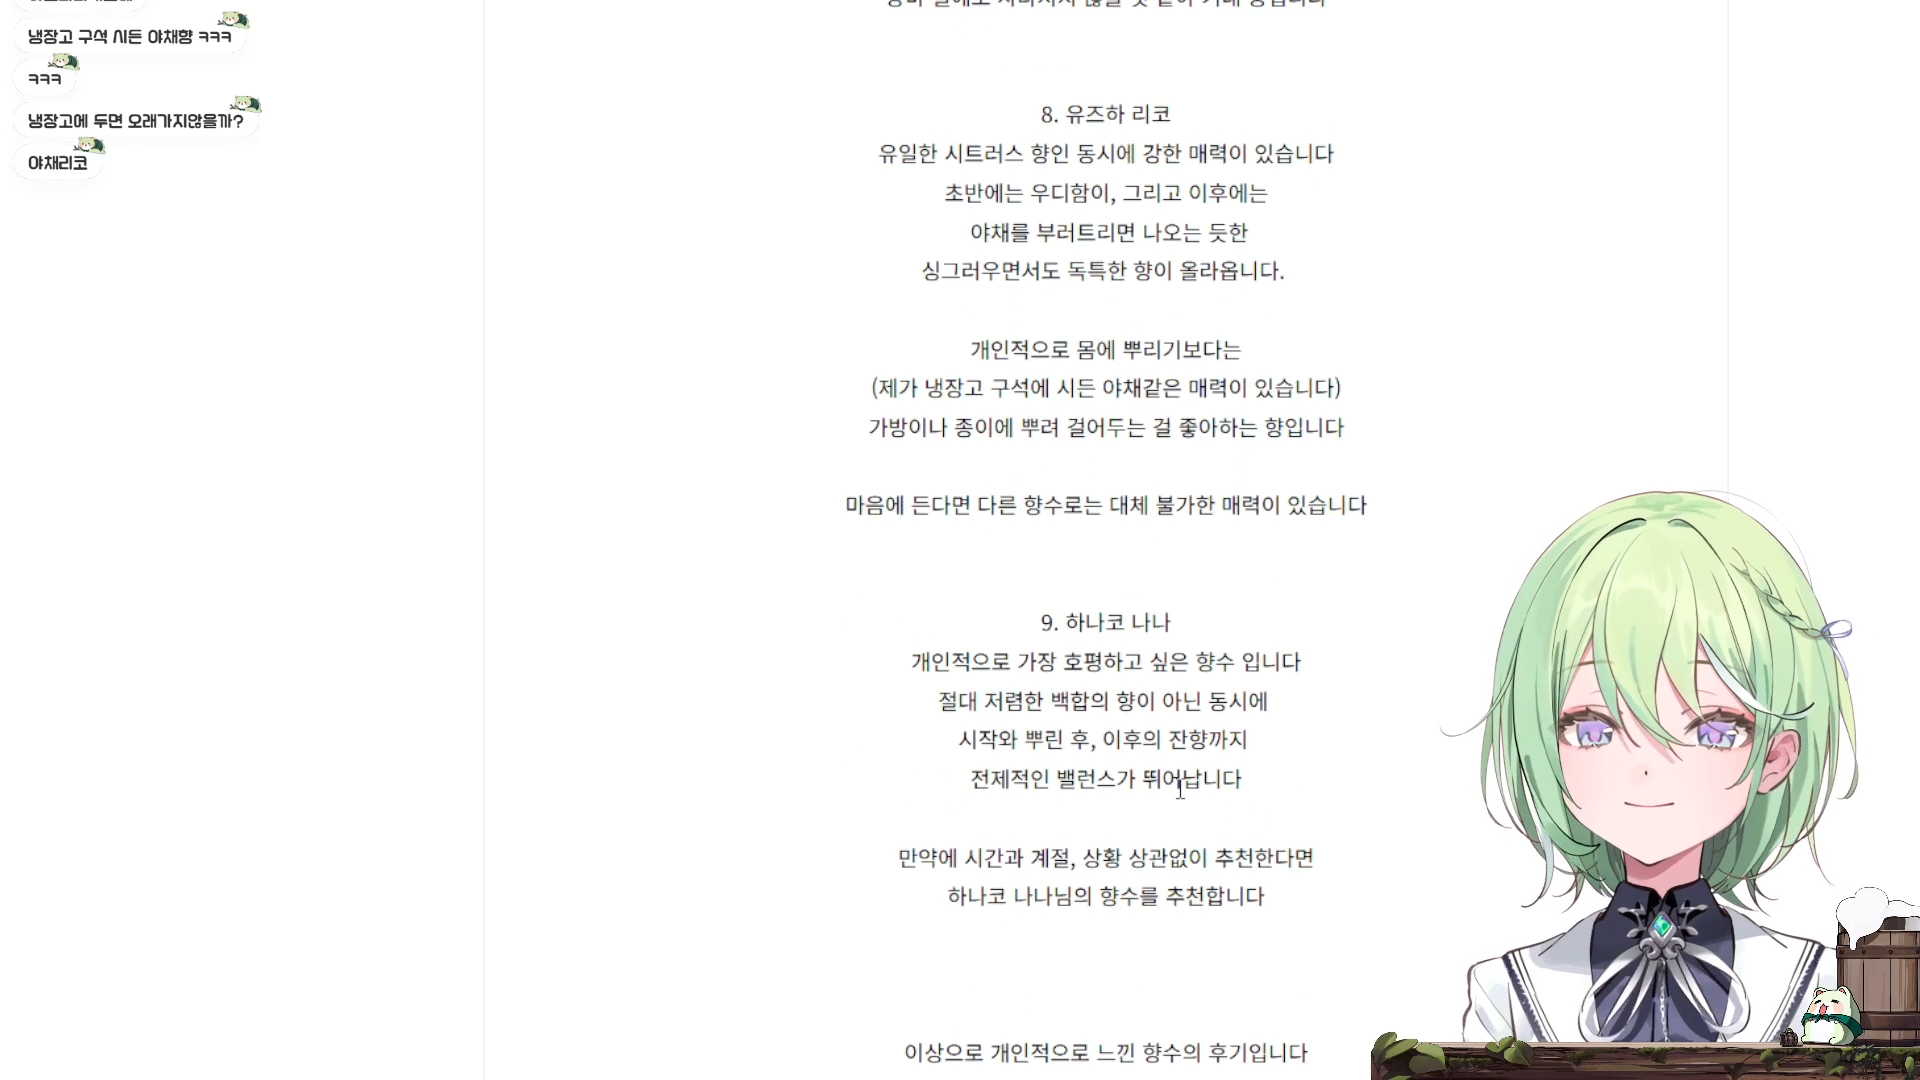 냉장고 구석 시든 야채향 ㅋㅋㅋ
ㅋㅋㅋ
냉장고에 두면 오래가지않을까?
야채리코
8. 유즈하 리코
유일한 시트러스 향인 동시에 강한 매력이 있습니다
초반에는 우디함이, 그리고 이후에는
야채를 부러트리면 나오는 듯한
싱그러우면서도 독특한 향이 올라옵니다.
개인적으로 몸에 뿌리기보다는
(제가 냉장고 구석에 시든 야채같은 매력이 있습니다)
가방이나 종이에 뿌려 걸어두는 걸 좋아하는 향입니다
마음에 든다면 다른 향수로는 대체 불가한 매력이 있습니다
9. 하나코 나나
개인적으로 가장 호평하고 싶은 향수 입니다
절대 저렴한 백합의 향이 아닌 동시에
시작와 뿌린 후, 이후의 잔향까지
전제적인 밸런스가 뛰어납니다
만약에 시간과 계절, 상황 상관없이 추천한다면
하나코 나나님의 향수를 추천합니다
이상으로 개인적으로 느낀 향수의 후기입니다